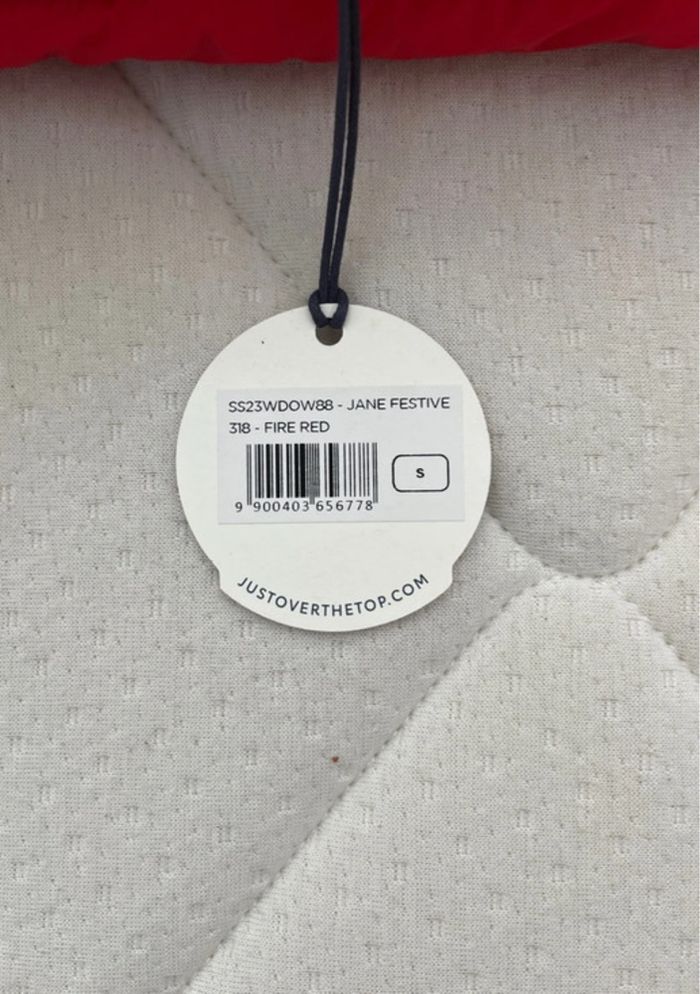 SS23WDOW88 - JANE FESTIVE
318 - FIRE RED
S
9 900403 656778
JUSTOVERTHETOP.COM